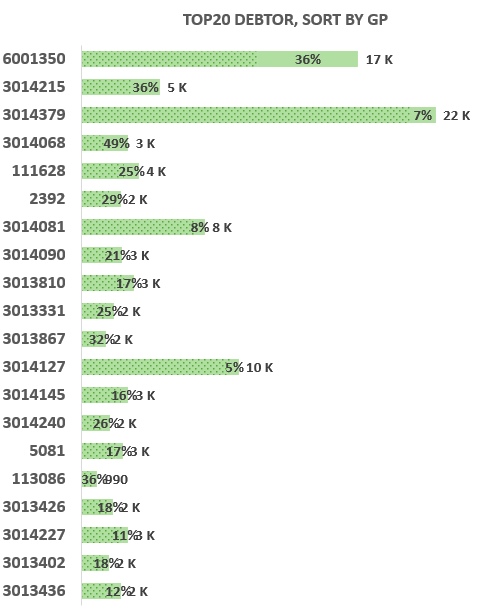 TOP20 DEBTOR, SORT BY GP
6001350 36% 17 K
3014215 36% 5 K
3014379 7% 22 K
3014068 49% 3 K
111628 25% 4 K
2392 29% 2 K
3014081 8% 8 K
3014090 21% 3 K
3013810 17% 3 K
3013331 25% 2 K
3013867 32% 2 K
3014127 5% 10 K
3014145 16% 3 K
3014240 26% 2 K
5081 17% 3 K
113086 36% 990
3013426 18% 2 K
3014227 11% 3 K
3013402 18% 2 K
3013436 12% 2 K